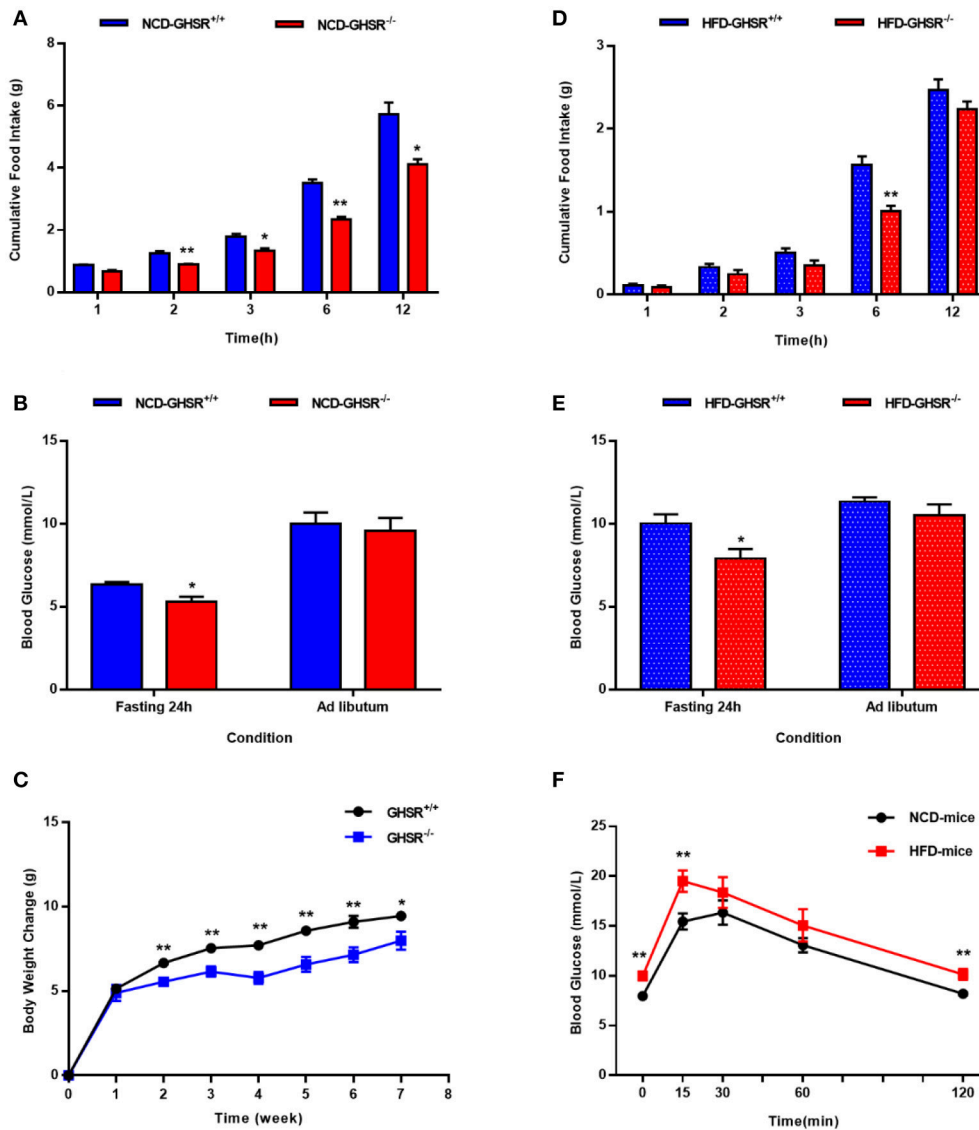 A
NCD-GHSR+/+ NCD-GHSR-/-
Cumulative Food Intake (g)
8
6
4
2
0
* ** * ** *
1 2 3 6 12
Time(h)
D
HFD-GHSR+/+ HFD-GHSR-/-
Cumulative Food Intake (g)
3
2
1
0
**
1 2 3 6 12
Time(h)
B
NCD-GHSR+/+ NCD-GHSR-/-
Blood Glucose (mmol/L)
15
10
5
0
*
Fasting 24h Ad libutum
Condition
E
HFD-GHSR+/+ HFD-GHSR-/-
Blood Glucose (mmol/L)
15
10
5
0
*
Fasting 24h Ad libutum
Condition
C
GHSR+/+
GHSR-/-
Body Weight Change (g)
15
10
5
0
** ** ** ** ** *
0 1 2 3 4 5 6 7 8
Time (week)
F
NCD-mice
HFD-mice
Blood Glucose (mmol/L)
25
20
15
10
5
0
** ** **
0 15 30 60 120
Time(min)